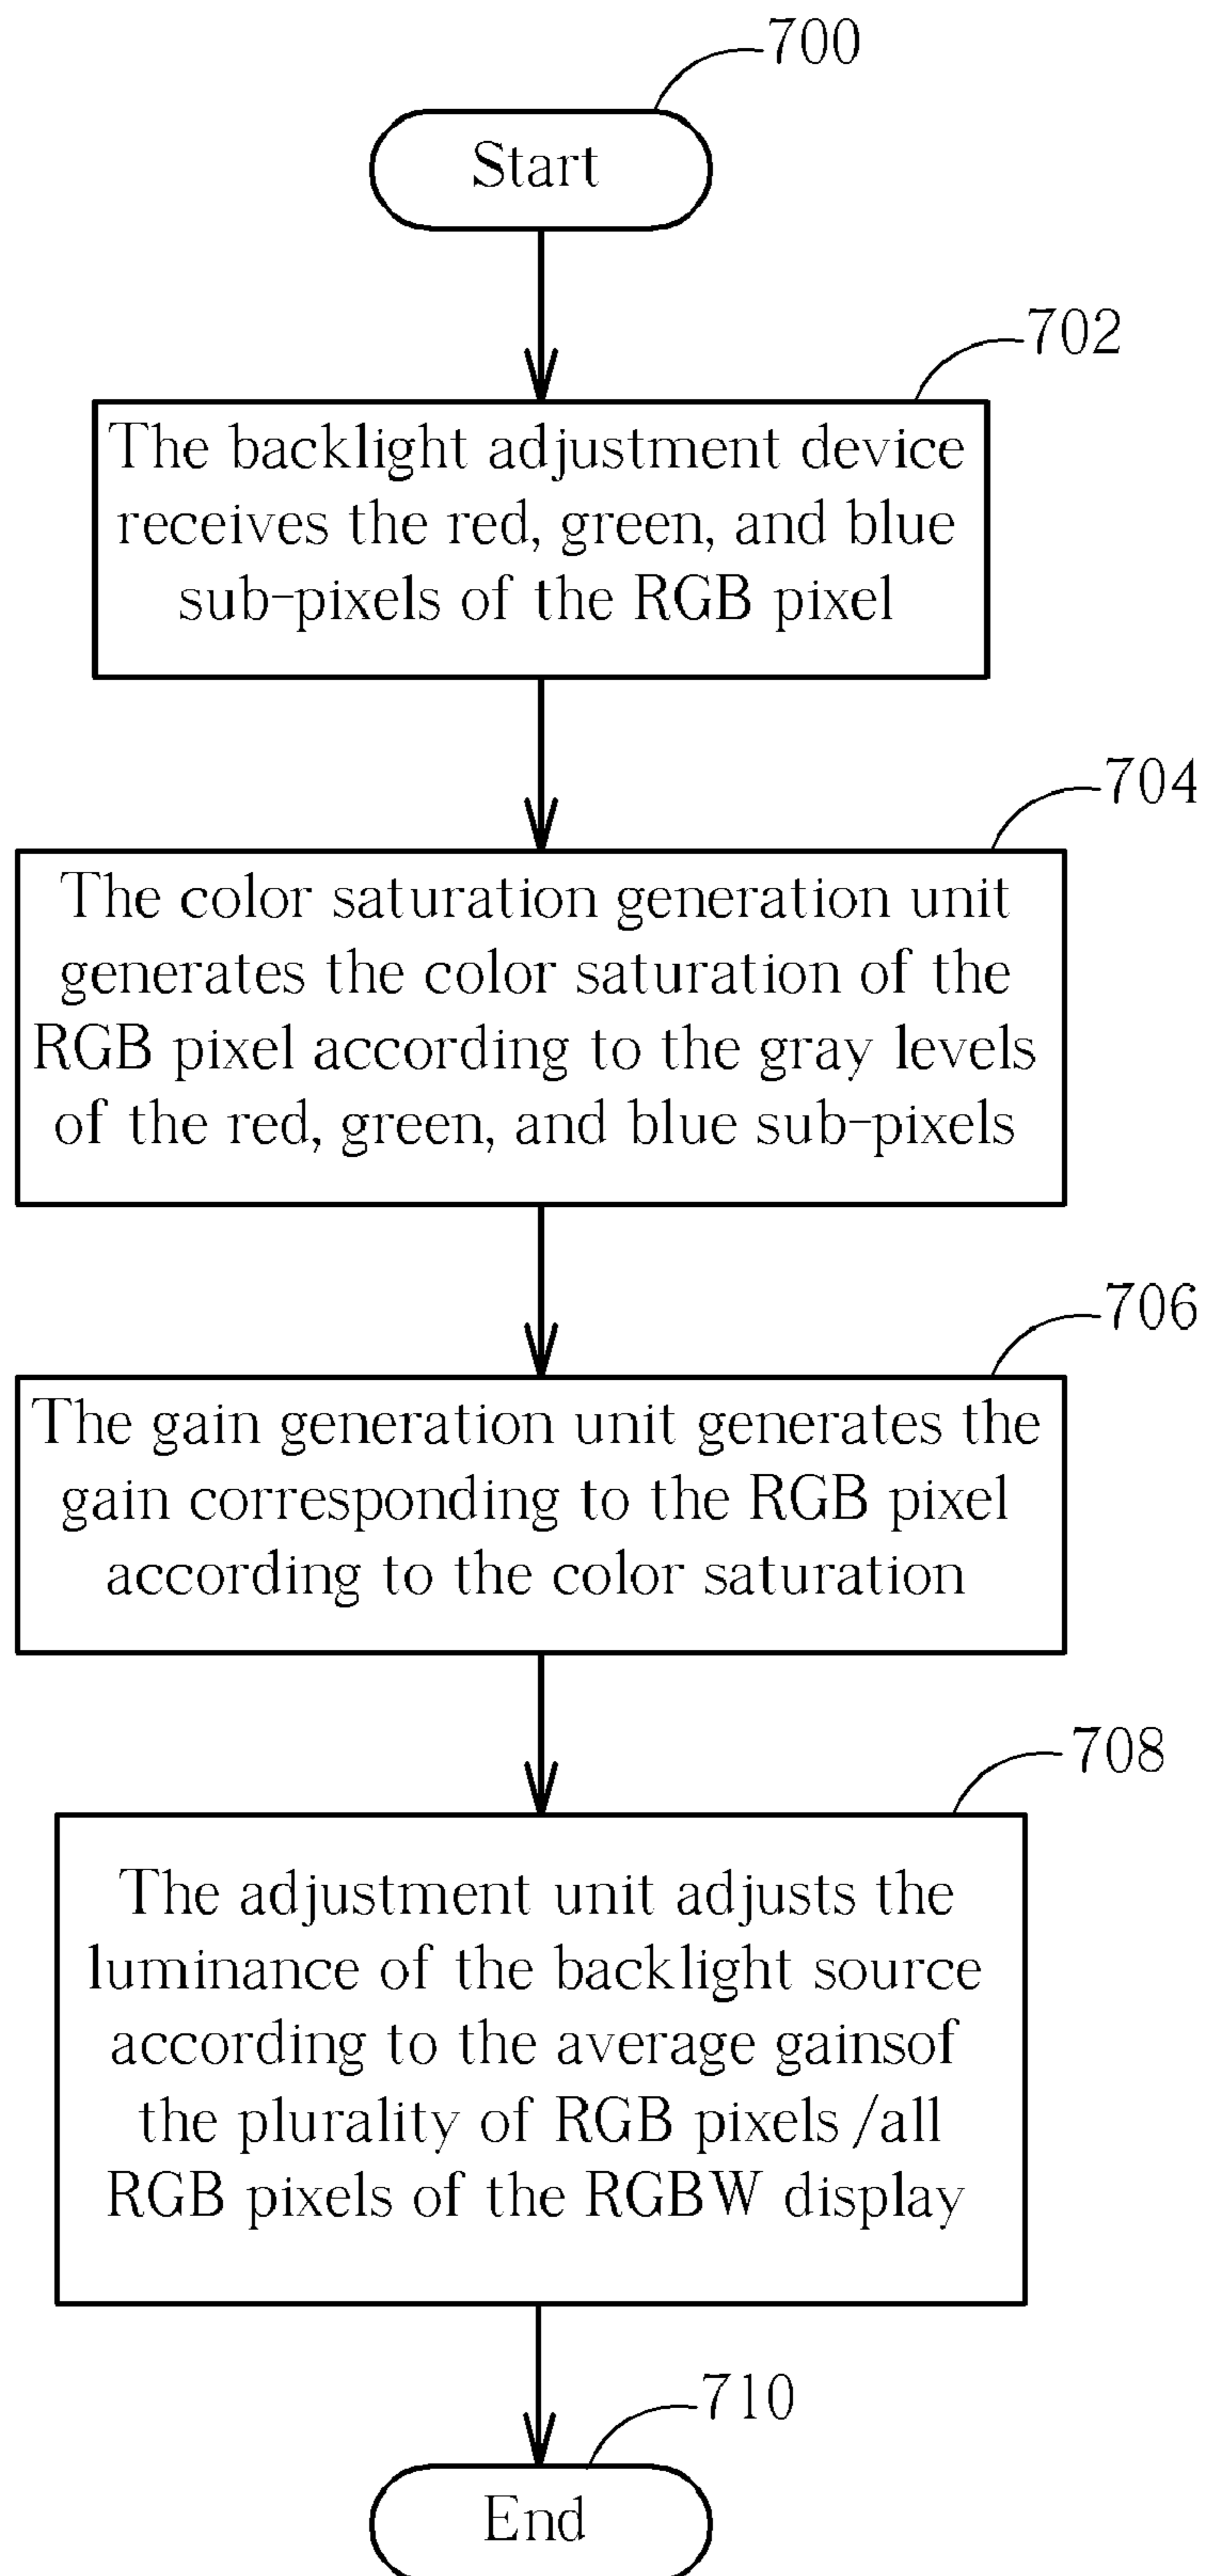 700
Start
702
The backlight adjustment device
receives the red, green, and blue
sub-pixels of the RGB pixel
704
The color saturation generation unit
generates the color saturation of the
RGB pixel according to the gray levels
of the red, green, and blue sub-pixels
706
The gain generation unit generates the
gain corresponding to the RGB pixel
according to the color saturation
708
The adjustment unit adjusts the
luminance of the backlight source
according to the average gainsof
the plurality of RGB pixels/all
RGB pixels of the RGBW display
710
End